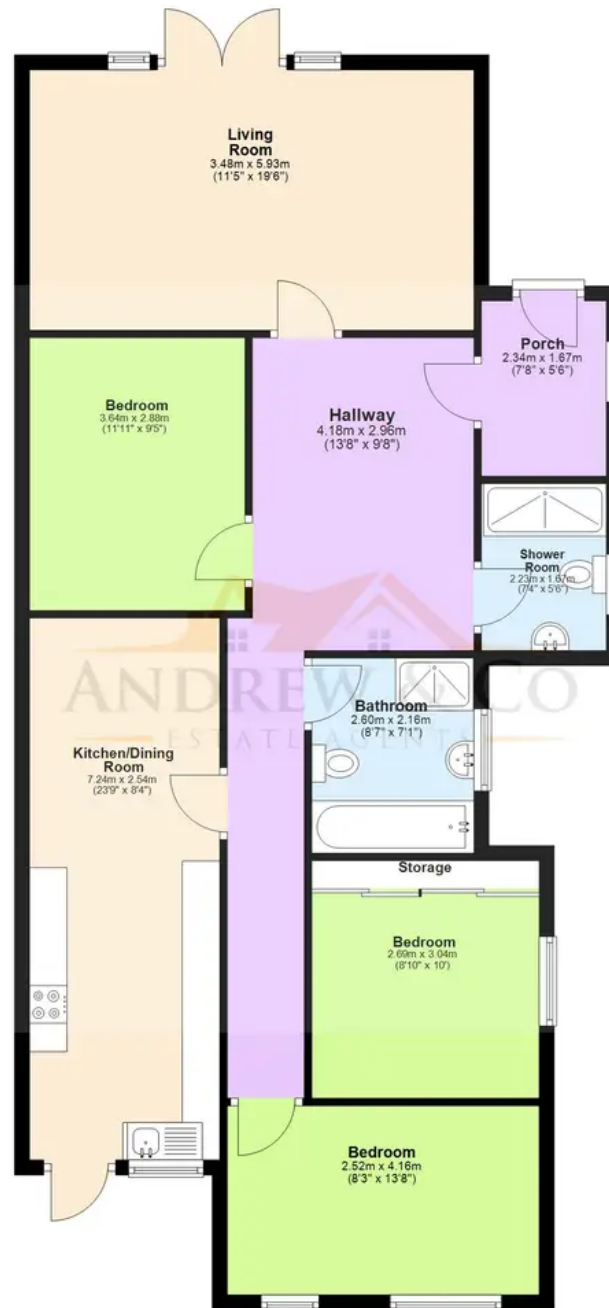 Living
Room
3.48m x 5.93m
(11'5" x 19'6")
Porch
2.34m x 1.67m
(7'8" x 5'6")
Bedroom
3.64m x 2.88m
(11'11" x 9'5")
Hallway
4.18m x 2.96m
(13'8" x 9'8")
Shower
Room
2.23m x 1.67m
(7'4" x 5'6")
ANDREW & CO
ESTATE AGENTS
Bathroom
2.60m x 2.16m
(8'7" x 7'1")
Kitchen/Dining
Room
7.24m x 2.54m
(23'9" x 8'4")
Storage
Bedroom
2.69m x 3.04m
(8'10" x 10')
Bedroom
2.52m x 4.16m
(8'3" x 13'8")